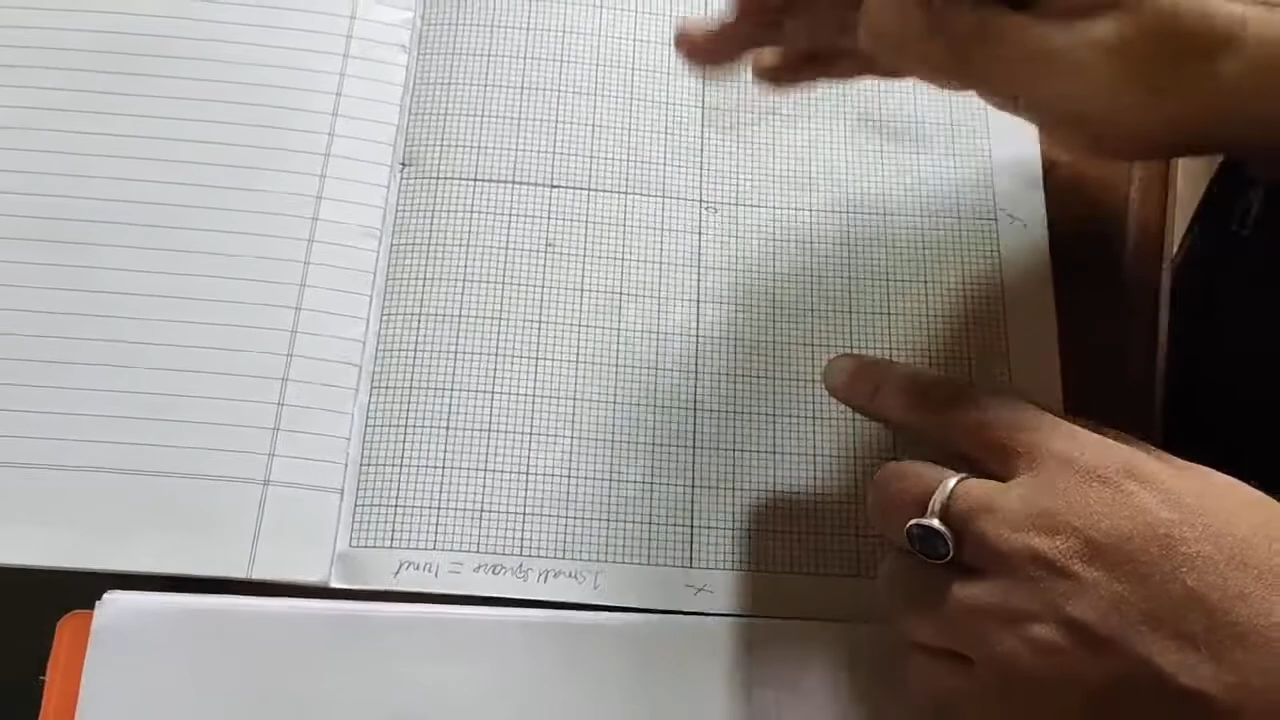 1 small square = 1 unit
X
O